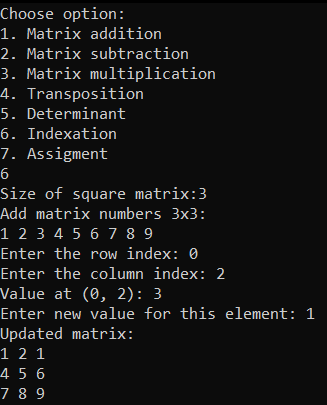 Choose option:
1. Matrix addition
2. Matrix subtraction
3. Matrix multiplication
4. Transposition
5. Determinant
6. Indexation
7. Assigment
6
Size of square matrix:3
Add matrix numbers 3x3:
1 2 3 4 5 6 7 8 9
Enter the row index: 0
Enter the column index: 2
Value at (0, 2): 3
Enter new value for this element: 1
Updated matrix:
1 2 1
4 5 6
7 8 9